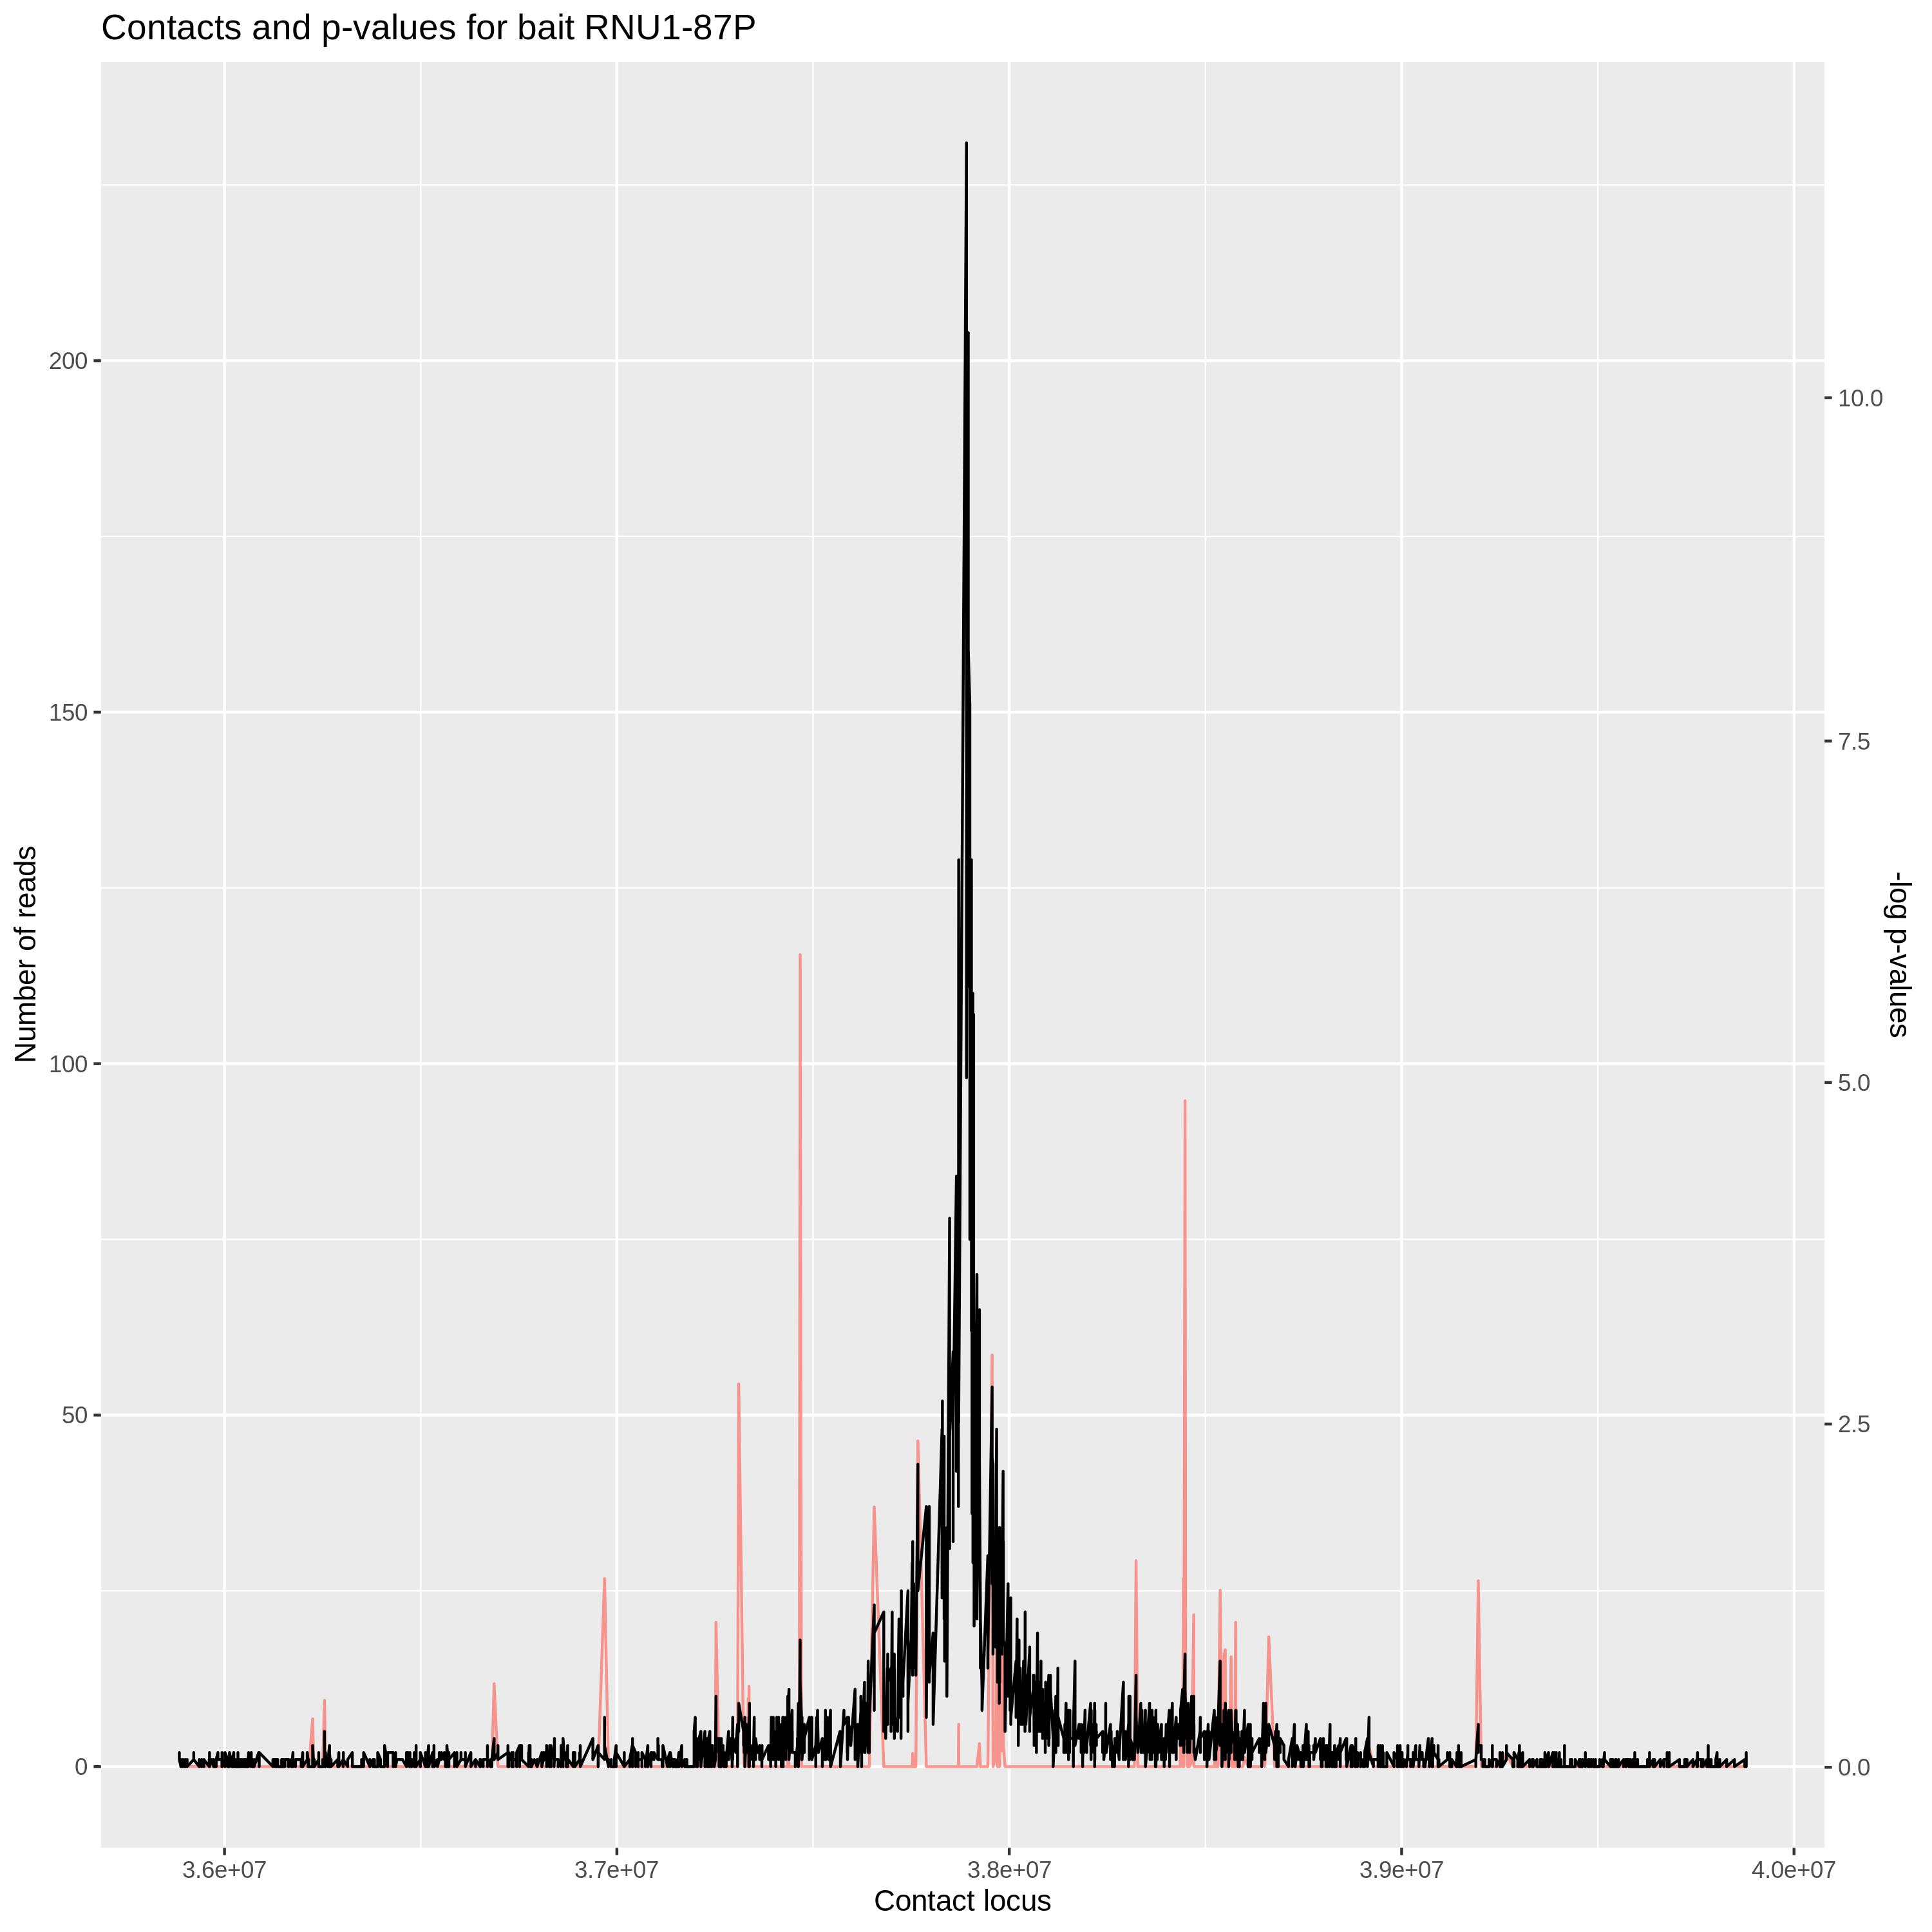 Contacts and p-values for bait RNU1-87P
Number of reads
200
150
100
50
0
10.0
7.5
5.0
2.5
0.0
-log p-values
3.6e+07 3.7e+07 3.8e+07 3.9e+07 4.0e+07
Contact locus